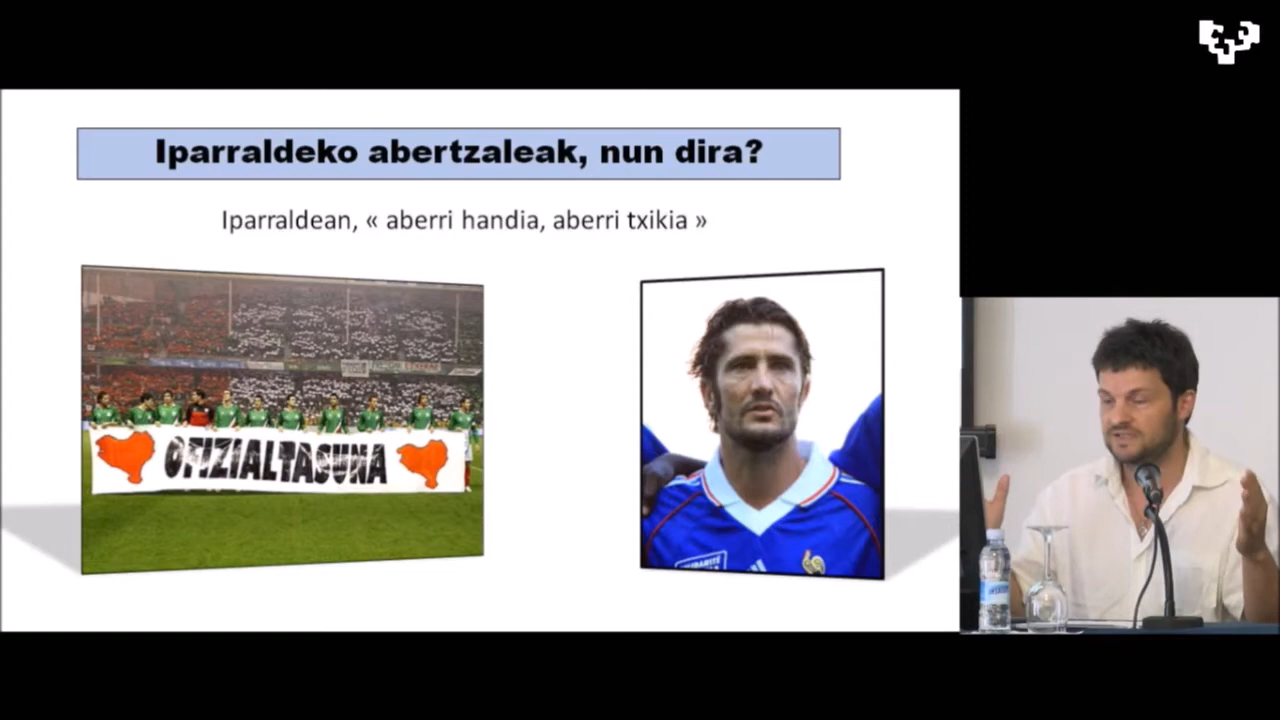 Iparraldeko abertzaleak, nun dira?
Iparraldean, « aberri handia, aberri txikia »
OFIZIALTASUNA